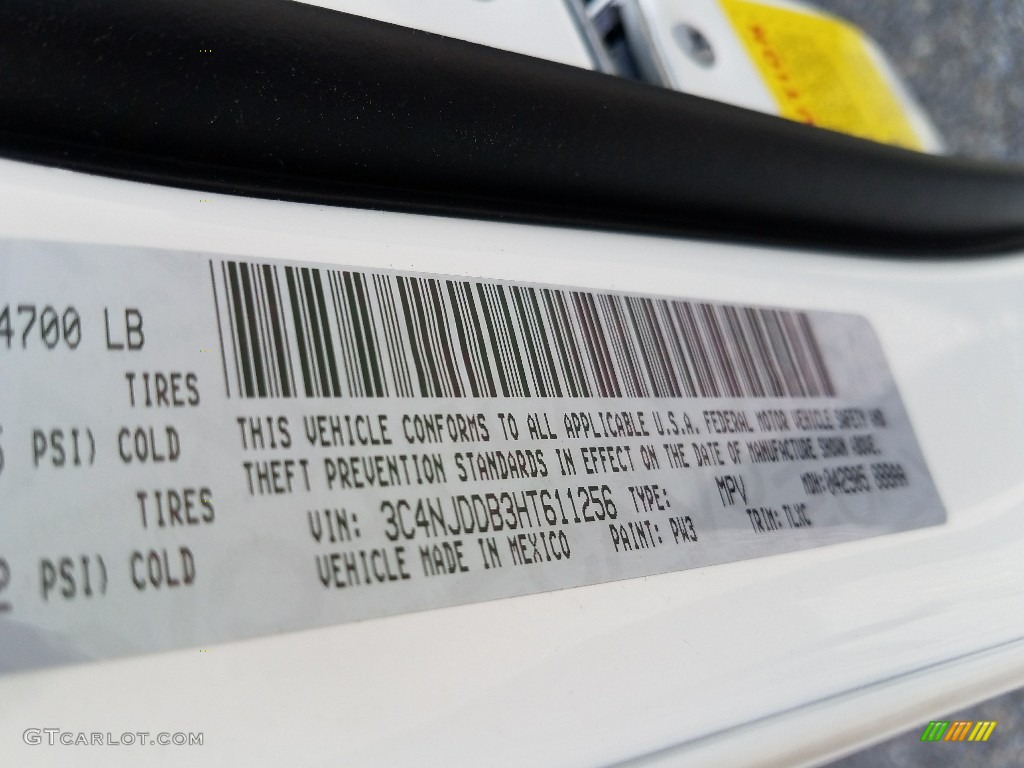 4700 LB
TIRES
PSI) COLD
TIRES
PSI) COLD
THIS VEHICLE CONFORMS TO ALL APPLICABLE U.S.A. FEDERAL MOTOR VEHICLE SAFETY AND
THEFT PREVENTION STANDARDS IN EFFECT ON THE DATE OF MANUFACTURE SHOWN ABOVE.
VIN: 3C4NJDDB3HT611256 TYPE: MPV
VEHICLE MADE IN MEXICO PAINT: PW3 TRIM:
GTCARLOT.COM